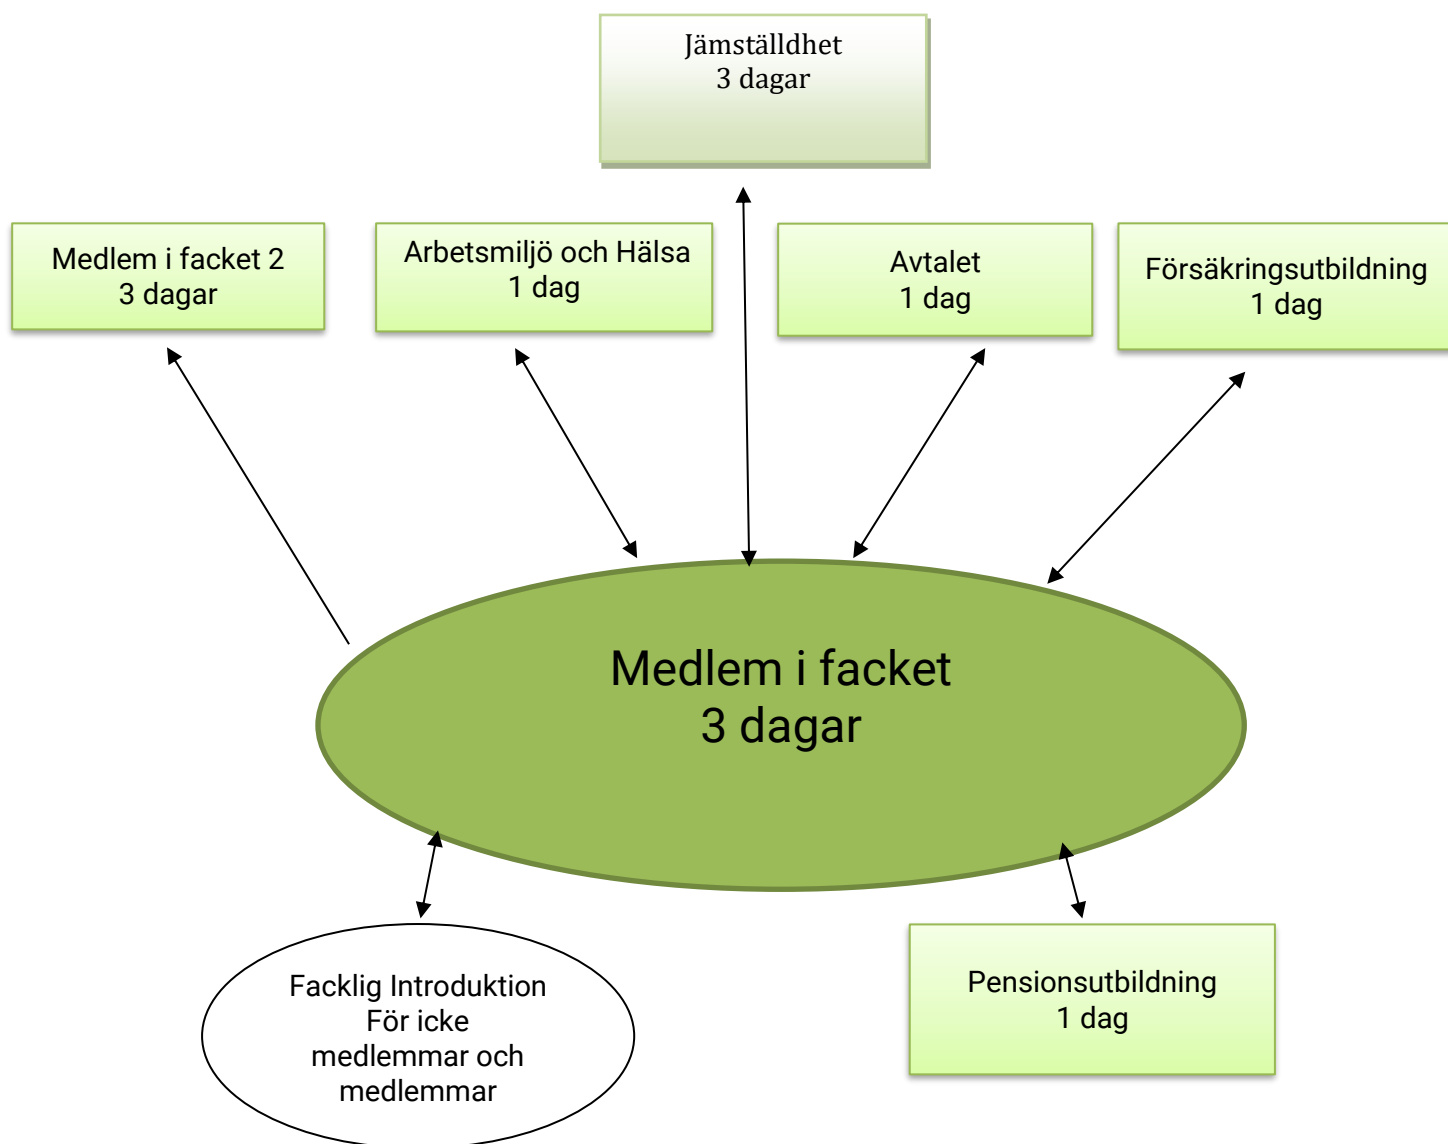 Jämställdhet
3 dagar
Medlem i facket 2
3 dagar
Arbetsmiljö och Hälsa
1 dag
Avtalet
1 dag
Försäkringsutbildning
1 dag
Medlem i facket
3 dagar
Facklig Introduktion
För icke
medlemmar och
medlemmar
Pensionsutbildning
1 dag